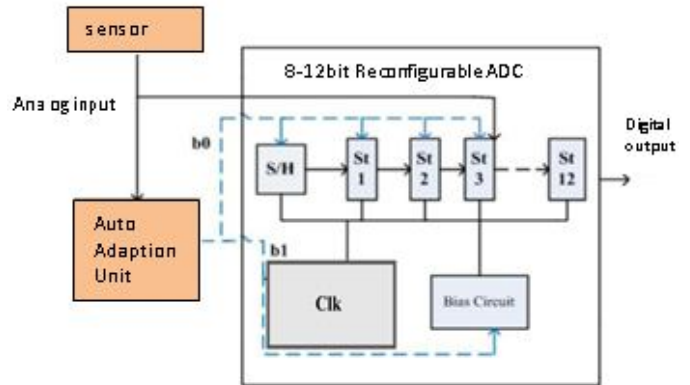 sensor
8-12bit Reconfigurable ADC
Analog input
Digital
output
b0
S/H
St
1
St
2
St
3
St
12
Auto
Adaption
Unit
b1
Clk
Bias Circuit